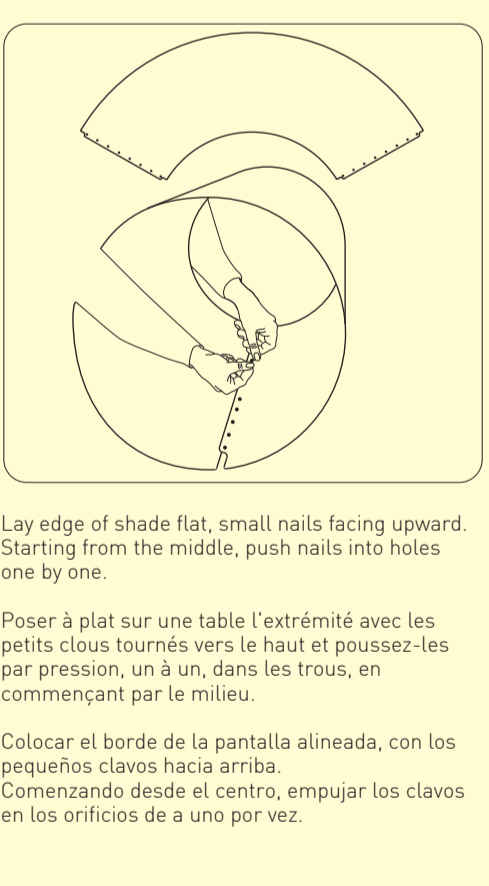 Lay edge of shade flat, small nails facing upward.
Starting from the middle, push nails into holes
one by one.
Poser à plat sur une table l'extrémité avec les
petits clous tournés vers le haut et poussez-les
par pression, un à un, dans les trous, en
commençant par le milieu.
Colocar el borde de la pantalla alineada, con los
pequeños clavos hacia arriba.
Comenzando desde el centro, empujar los clavos
en los orificios de a uno por vez.